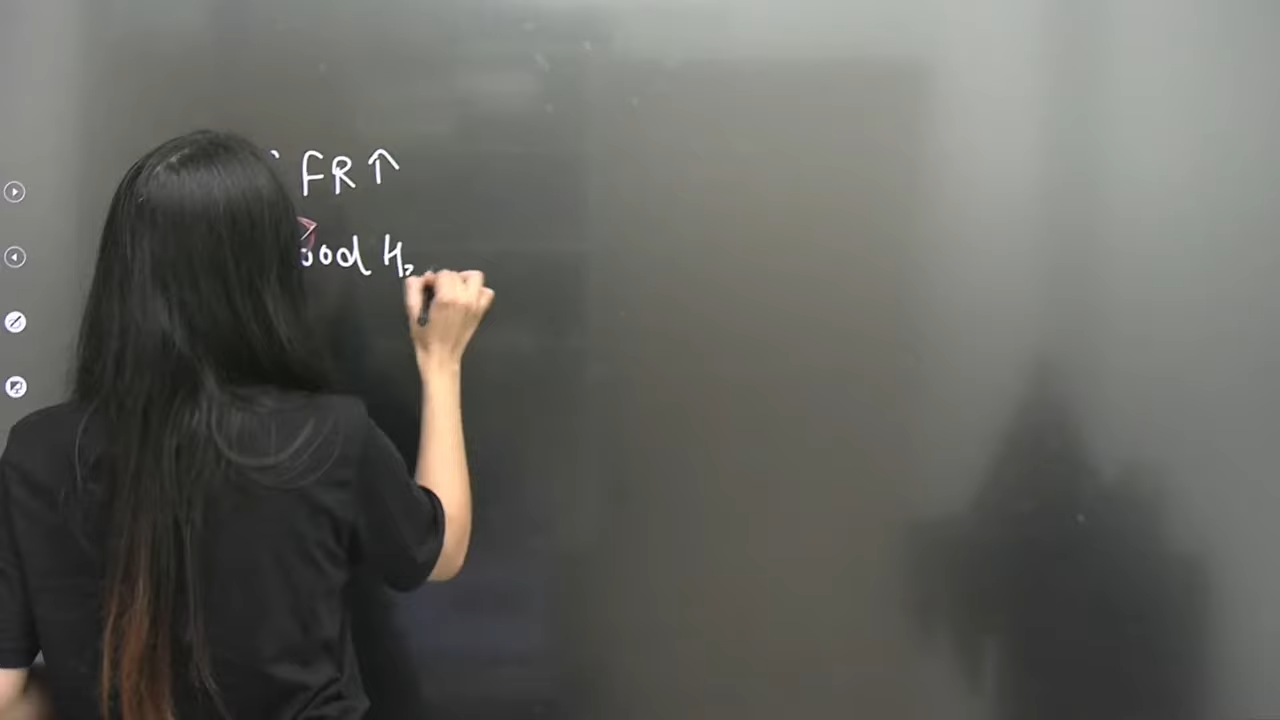 FR ↑
ood H₂